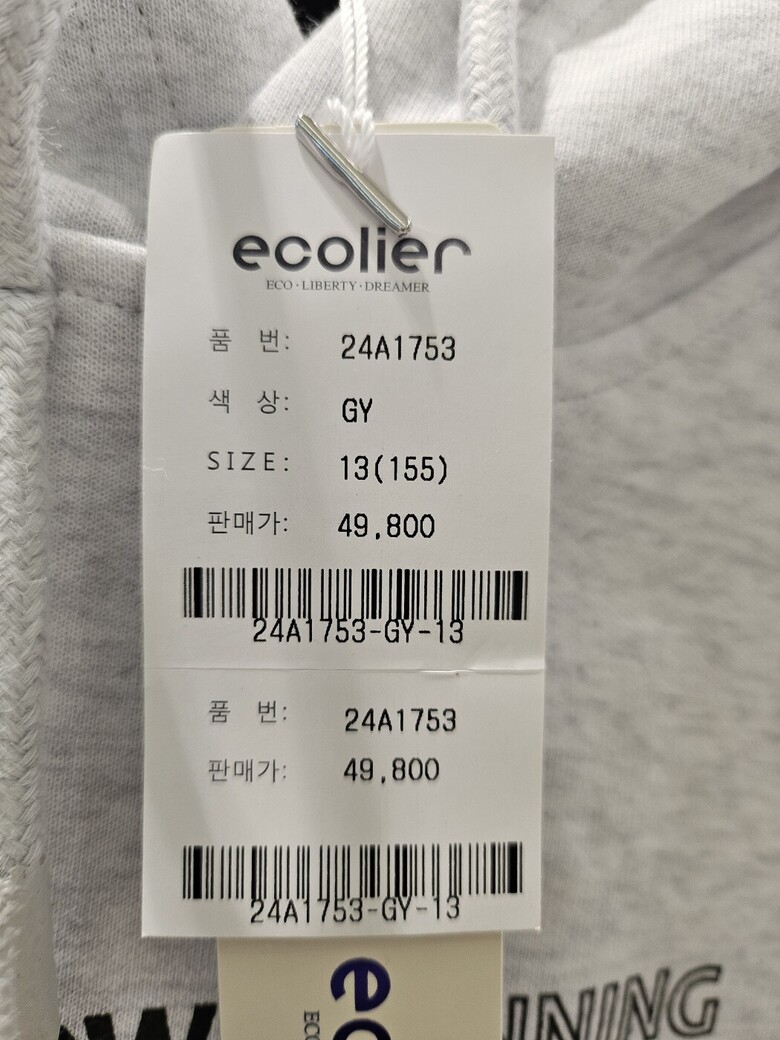 ecolier
ECO·LIBERTY·DREAMER
품 번: 24A1753
색 상: GY
SIZE: 13(155)
판매가: 49,800
24A1753-GY-13
품 번: 24A1753
판매가: 49,800
24A1753-GY-13